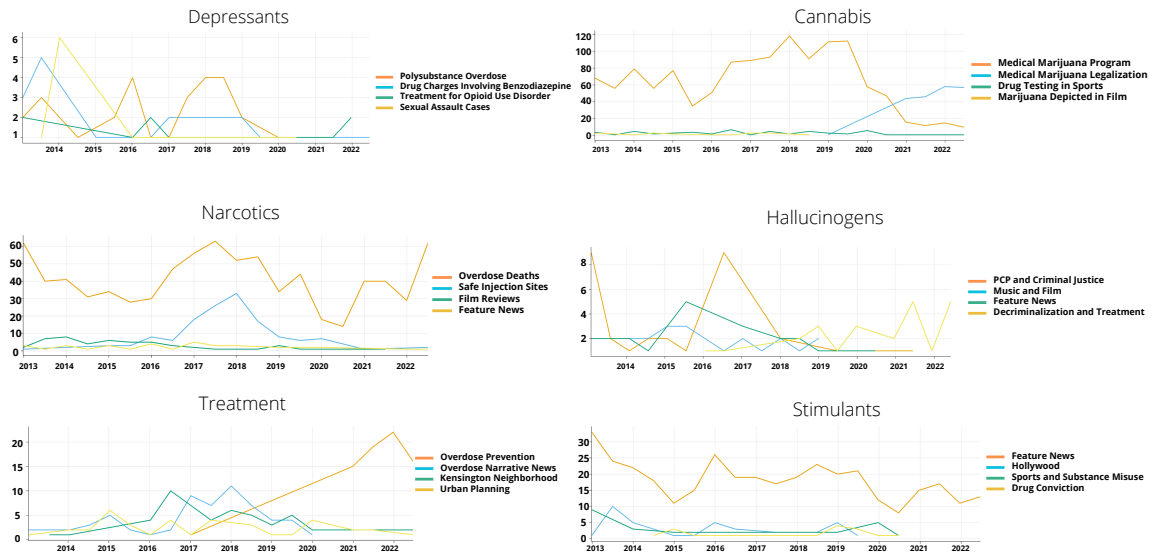 Depressants
6
5
4
3
2
1
2014 2015 2016 2017 2018 2019 2020 2021 2022
Polysubstance Overdose
Drug Charges Involving Benzodiazepine
Treatment for Opioid Use Disorder
Sexual Assault Cases
Cannabis
120
100
80
60
40
20
0
2013 2014 2015 2016 2017 2018 2019 2020 2021 2022
Medical Marijuana Program
Medical Marijuana Legalization
Drug Testing in Sports
Marijuana Depicted in Film
Narcotics
60
50
40
30
20
10
0
2013 2014 2015 2016 2017 2018 2019 2020 2021 2022
Overdose Deaths
Safe Injection Sites
Film Reviews
Feature News
Hallucinogens
8
6
4
2
2014 2015 2016 2017 2018 2019 2020 2021 2022
PCP and Criminal Justice
Music and Film
Feature News
Decriminalization and Treatment
Treatment
20
15
10
5
0
2014 2015 2016 2017 2018 2019 2020 2021 2022
Overdose Prevention
Overdose Narrative News
Kensington Neighborhood
Urban Planning
Stimulants
30
25
20
15
10
5
0
2013 2014 2015 2016 2017 2018 2019 2020 2021 2022
Feature News
Hollywood
Sports and Substance Misuse
Drug Conviction